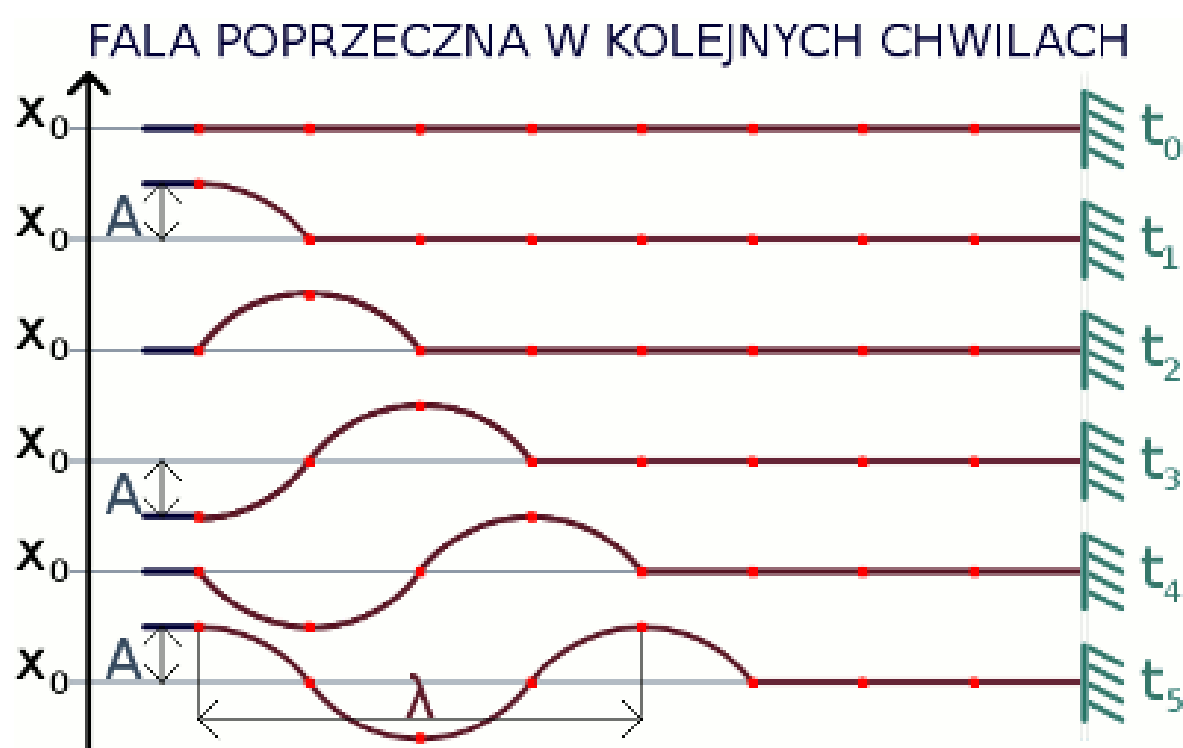 FALA POPRZECZNA W KOLEJNYCH CHWILACH
x0 t0
A
x0 t1
x0 t2
x0 t3
A
x0 t4
A
x0 t5
λ